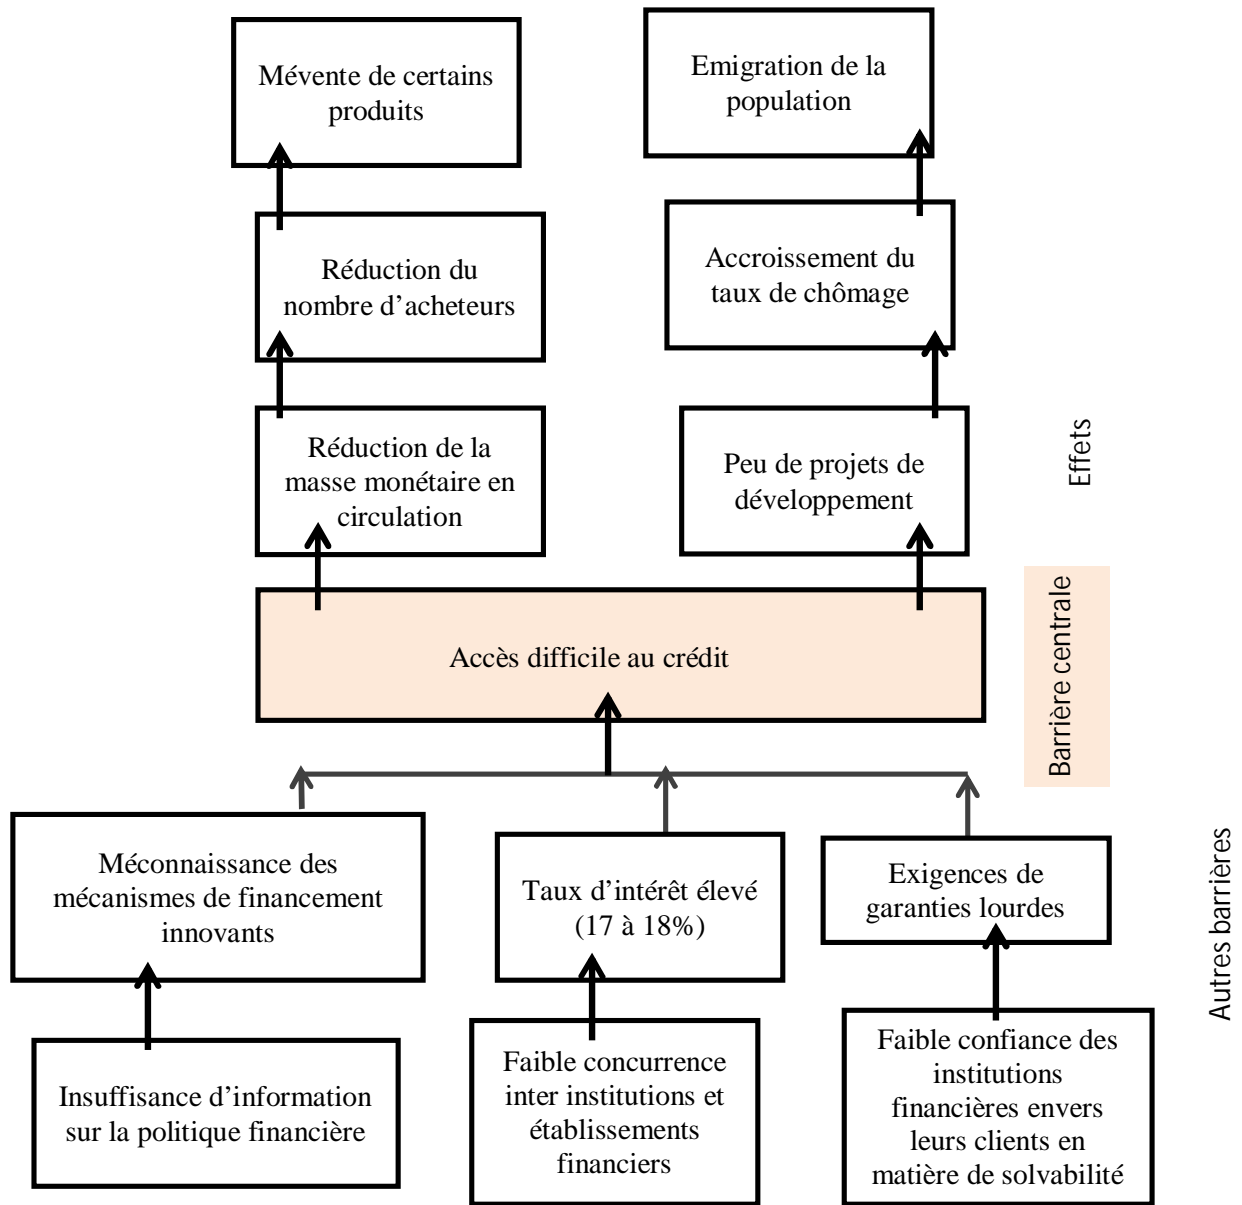 Mévente de certains
produits
Emigration de la
population
Réduction du
nombre d’acheteurs
Accroissement du
taux de chômage
Réduction de la
masse monétaire en
circulation
Peu de projets de
développement
Effets
Accès difficile au crédit
Barrière centrale
Méconnaissance des
mécanismes de financement
innovants
Taux d’intérêt élevé
(17 à 18%)
Exigences de
garanties lourdes
Autres barrières
Insuffisance d’information
sur la politique financière
Faible concurrence
inter institutions et
établissements
financiers
Faible confiance des
institutions
financières envers
leurs clients en
matière de solvabilité